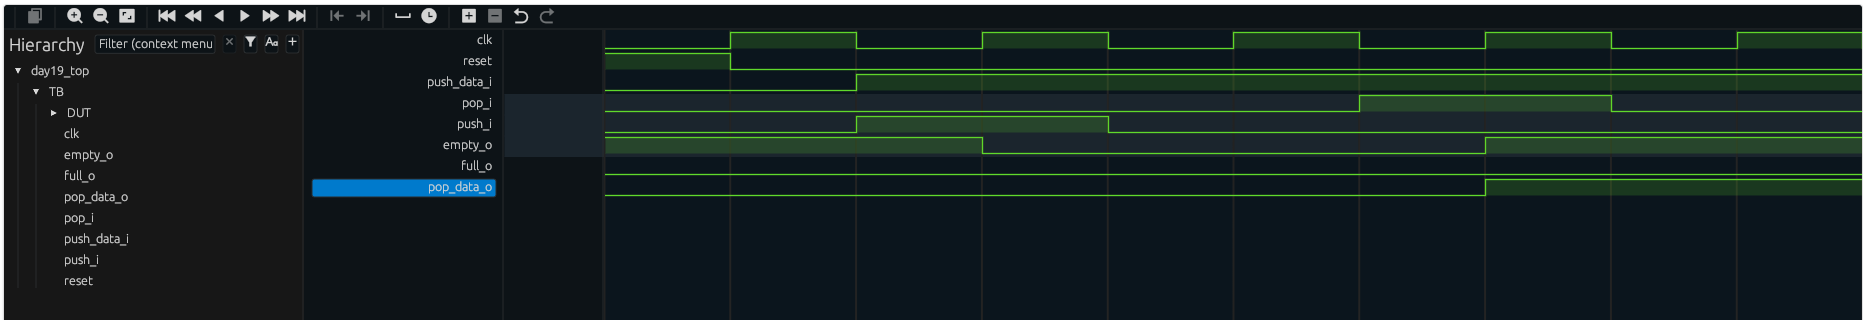 Hierarchy
Filter (context menu
Aa
day19_top
TB
DUT
clk
empty_o
full_o
pop_data_o
pop_i
push_data_i
push_i
reset
clk
reset
push_data_i
pop_i
push_i
empty_o
full_o
pop_data_o